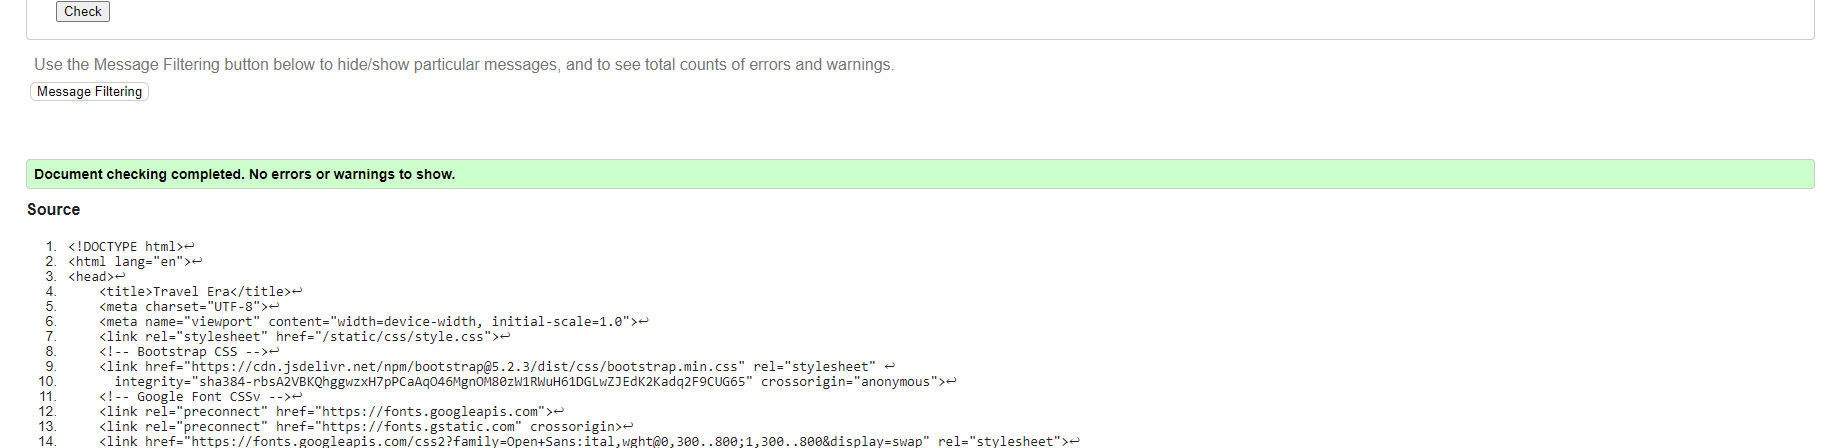 Check
Use the Message Filtering button below to hide/show particular messages, and to see total counts of errors and warnings.
Message Filtering
Document checking completed. No errors or warnings to show.
Source
1. <!DOCTYPE html>↩
2. <html lang="en">↩
3. <head>↩
4. <title>Travel Era</title>↩
5. <meta charset="UTF-8">↩
6. <meta name="viewport" content="width=device-width, initial-scale=1.0">↩
7. <link rel="stylesheet" href="/static/css/style.css">↩
8. <!-- Bootstrap CSS -->↩
9. <link href="https://cdn.jsdelivr.net/npm/bootstrap@5.2.3/dist/css/bootstrap.min.css" rel="stylesheet" ↩
10. integrity="sha384-rbsA2VBKQhggwzxH7pPCaAqO46MgnOM80zW1RWuH61DGLwZJEdK2Kadq2F9CUG65" crossorigin="anonymous">↩
11. <!-- Google Font CSSv -->↩
12. <link rel="preconnect" href="https://fonts.googleapis.com">↩
13. <link rel="preconnect" href="https://fonts.gstatic.com" crossorigin>↩
14. <link href="https://fonts.googleapis.com/css2?family=Open+Sans:ital,wght@0,300..800;1,300..800&display=swap" rel="stylesheet">↩